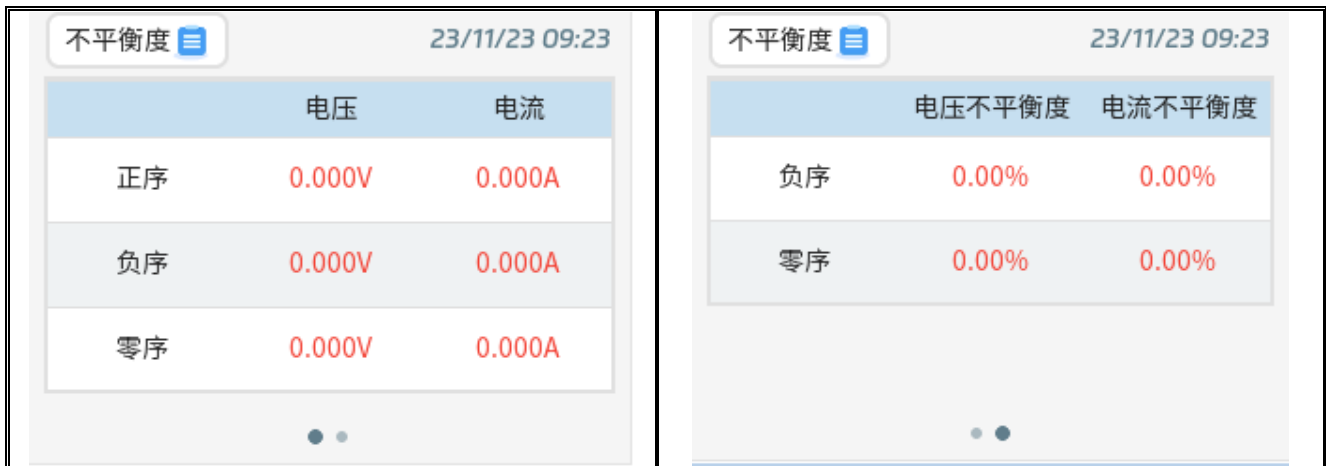 不平衡度 23/11/23 09:23
电压 电流
正序 0.000V 0.000A
负序 0.000V 0.000A
零序 0.000V 0.000A
不平衡度 23/11/23 09:23
电压不平衡度 电流不平衡度
负序 0.00% 0.00%
零序 0.00% 0.00%